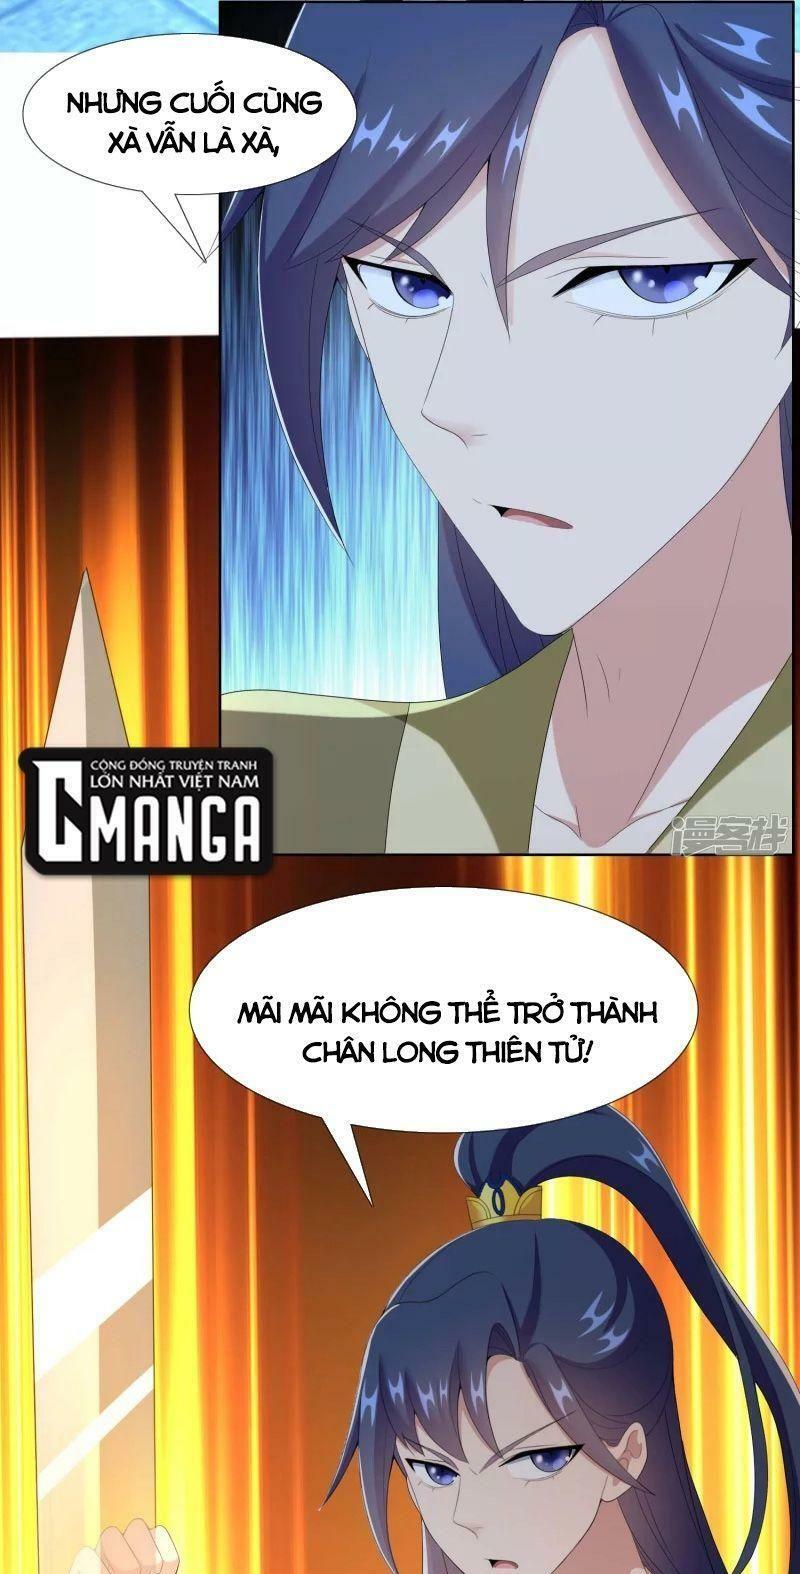 NHƯNG CUỐI CÙNG
XÀ VẪN LÀ XÀ,
CỘNG ĐỒNG TRUYỆN TRANH
LỚN NHẤT VIỆT NAM
CMANGA
漫客栈
MÃI MÃI KHÔNG THỂ TRỞ THÀNH
CHÂN LONG THIÊN TỬ!